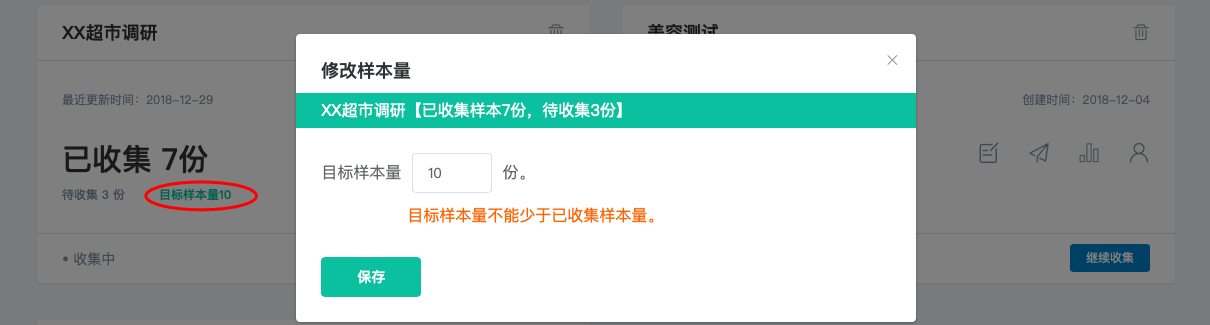 XX超市调研
美容测试
修改样本量
XX超市调研【已收集样本7份，待收集3份】
最近更新时间：2018-12-29
创建时间：2018-12-04
已收集 7份
目标样本量 10 份。
待收集 3 份 目标样本量10
目标样本量不能少于已收集样本量。
• 收集中
保存
继续收集